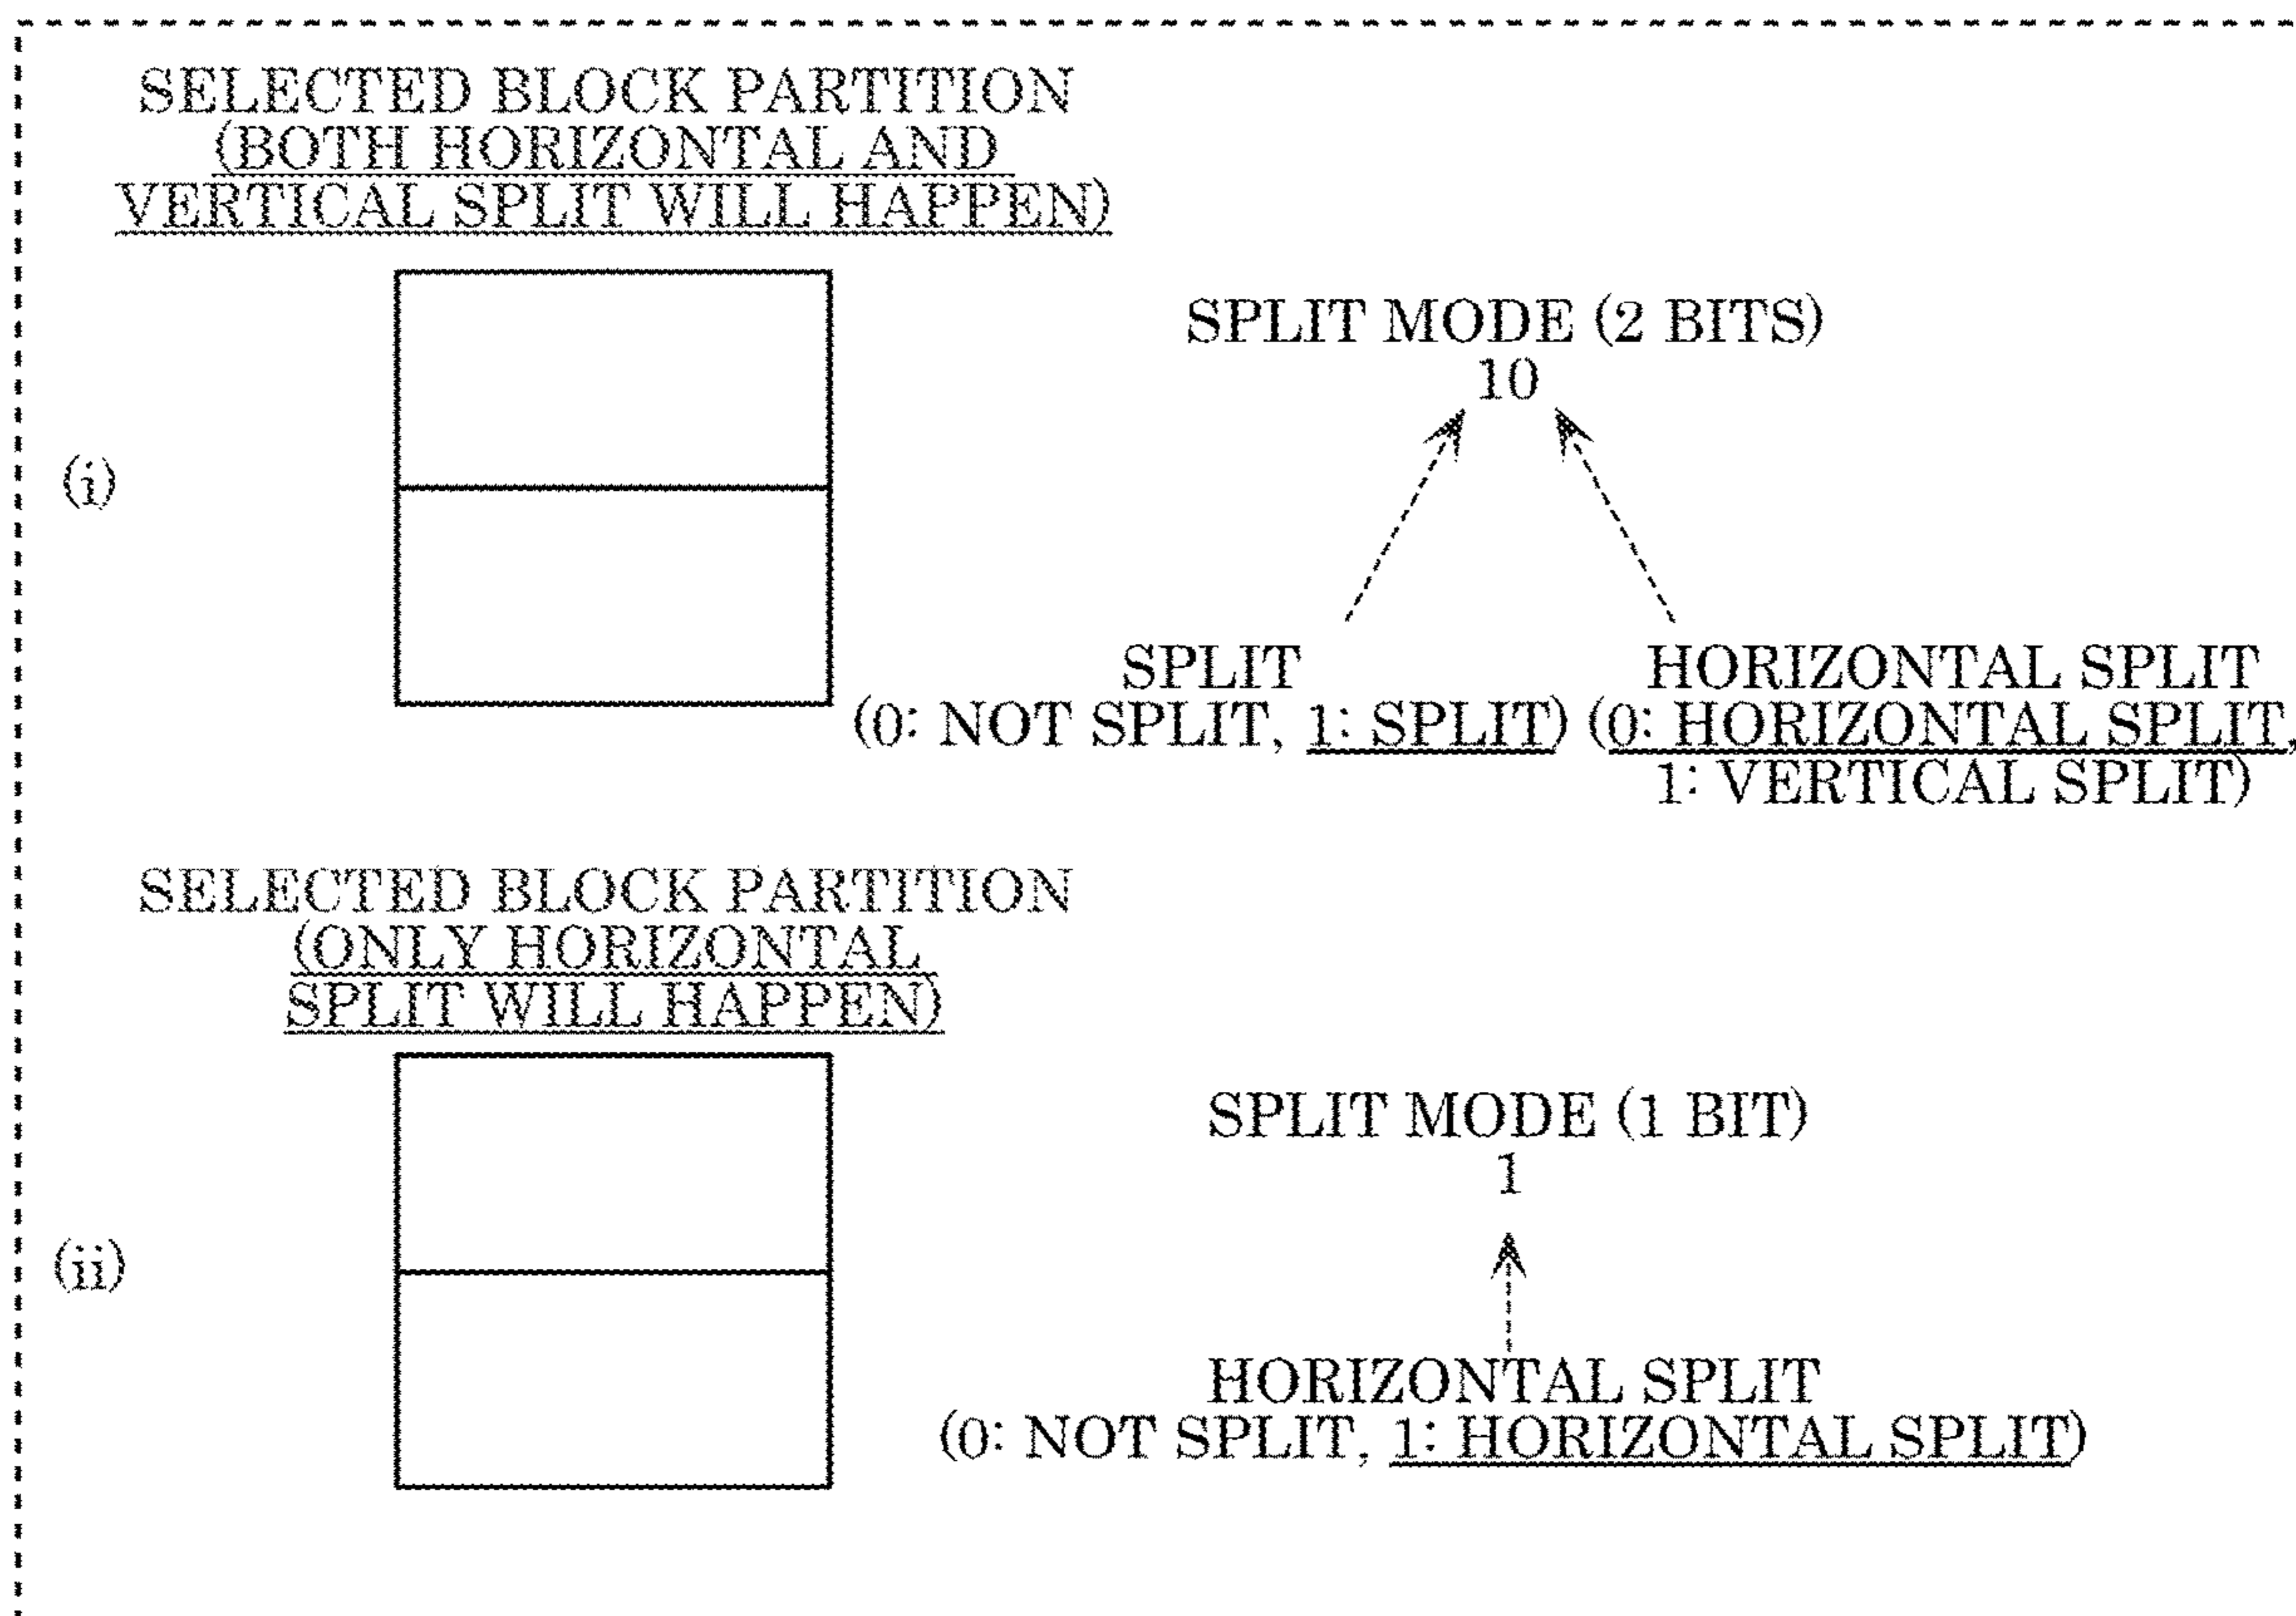 SELECTED BLOCK PARTITION
(BOTH HORIZONTAL AND
VERTICAL SPLIT WILL HAPPEN)
SPLIT MODE (2 BITS)
10
(i)
SPLIT
(0: NOT SPLIT, 1: SPLIT)
HORIZONTAL SPLIT
(0: HORIZONTAL SPLIT,
1: VERTICAL SPLIT)
SELECTED BLOCK PARTITION
(ONLY HORIZONTAL
SPLIT WILL HAPPEN)
SPLIT MODE (1 BIT)
1
(ii)
HORIZONTAL SPLIT
(0: NOT SPLIT, 1: HORIZONTAL SPLIT)